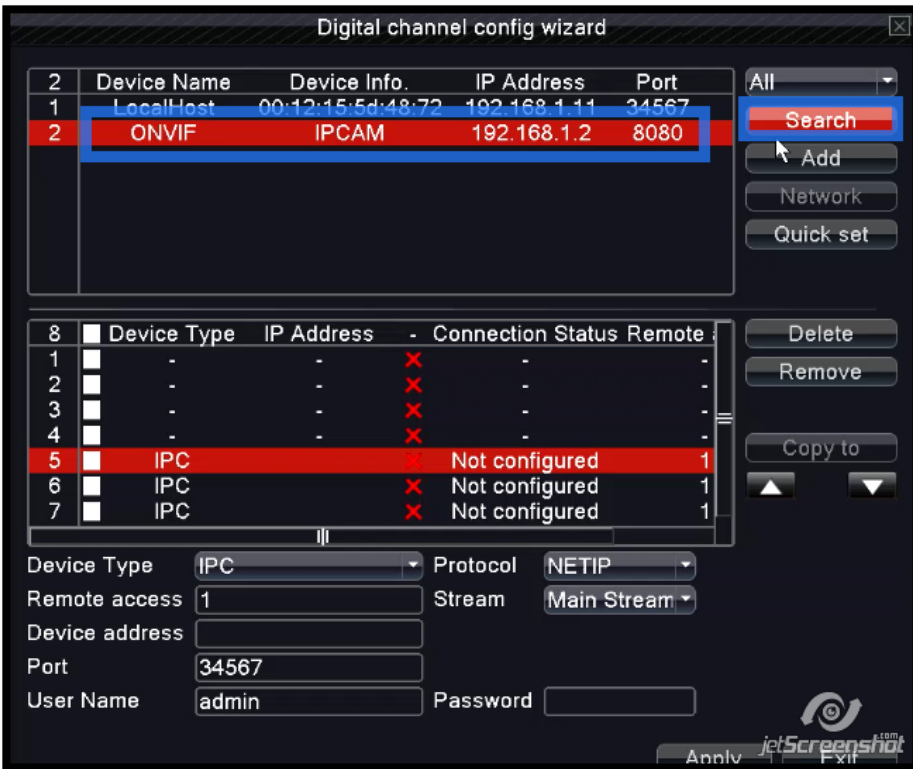 Digital channel config wizard
2 Device Name Device Info. IP Address Port
1 LocalHost 00:12:15:5d:48:72 192.168.1.11 34567
2 ONVIF IPCAM 192.168.1.2 8080
All
Search
Add
Network
Quick set
8 Device Type IP Address - Connection Status Remote
1 - - -  -
2 - - - -
3 - - - -
4 - - - -
5 IPC Not configured 1
6 IPC Not configured 1
7 IPC Not configured 1
Delete
Remove
Copy to
Device Type IPC Protocol NETIP
Remote access 1 Stream Main Stream
Device address
Port 34567
User Name admin Password
Apply Exit
jetScreenshot.com